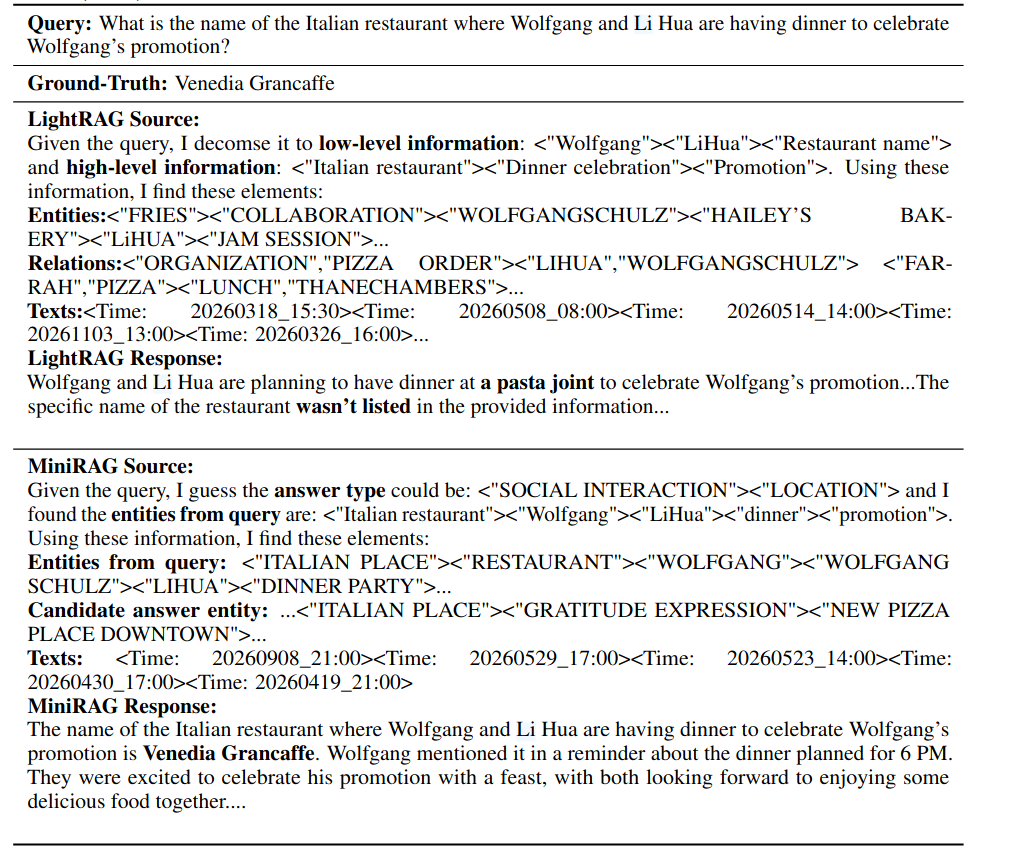 Query: What is the name of the Italian restaurant where Wolfgang and Li Hua are having dinner to celebrate
Wolfgang's promotion?
Ground-Truth: Venedia Grancaffe
LightRAG Source:
Given the query, I decomse it to low-level information: <"Wolfgang"><"LiHua"><"Restaurant name">
and high-level information: <"Italian restaurant"><"Dinner celebration"><"Promotion">. Using these
information, I find these elements:
Entities:<"FRIES"><"COLLABORATION"><"WOLFGANGSCHULZ"><"HAILEY'S BAK-
ERY"><"LiHUA"><"JAM SESSION">...
Relations:<"ORGANIZATION","PIZZA ORDER"><"LIHUA","WOLFGANGSCHULZ"> <"FAR-
RAH","PIZZA"><"LUNCH","THANECHAMBERS">...
Texts:<Time: 20260318_15:30><Time: 20260508_08:00><Time: 20260514_14:00><Time:
20261103_13:00><Time: 20260326_16:00>...
LightRAG Response:
Wolfgang and Li Hua are planning to have dinner at a pasta joint to celebrate Wolfgang's promotion...The
specific name of the restaurant wasn't listed in the provided information...
MiniRAG Source:
Given the query, I guess the answer type could be: <"SOCIAL INTERACTION"><"LOCATION"> and I
found the entities from query are: <"Italian restaurant"><"Wolfgang"><"LiHua"><"dinner"><"promotion">.
Using these information, I find these elements:
Entities from query: <"ITALIAN PLACE"><"RESTAURANT"><"WOLFGANG"><"WOLFGANG
SCHULZ"><"LIHUA"><"DINNER PARTY">...
Candidate answer entity: ...<"ITALIAN PLACE"><"GRATITUDE EXPRESSION"><"NEW PIZZA
PLACE DOWNTOWN">...
Texts: <Time: 20260908_21:00><Time: 20260529_17:00><Time: 20260523_14:00><Time:
20260430_17:00><Time: 20260419_21:00>
MiniRAG Response:
The name of the Italian restaurant where Wolfgang and Li Hua are having dinner to celebrate Wolfgang's
promotion is Venedia Grancaffe. Wolfgang mentioned it in a reminder about the dinner planned for 6 PM.
They were excited to celebrate his promotion with a feast, with both looking forward to enjoying some
delicious food together....